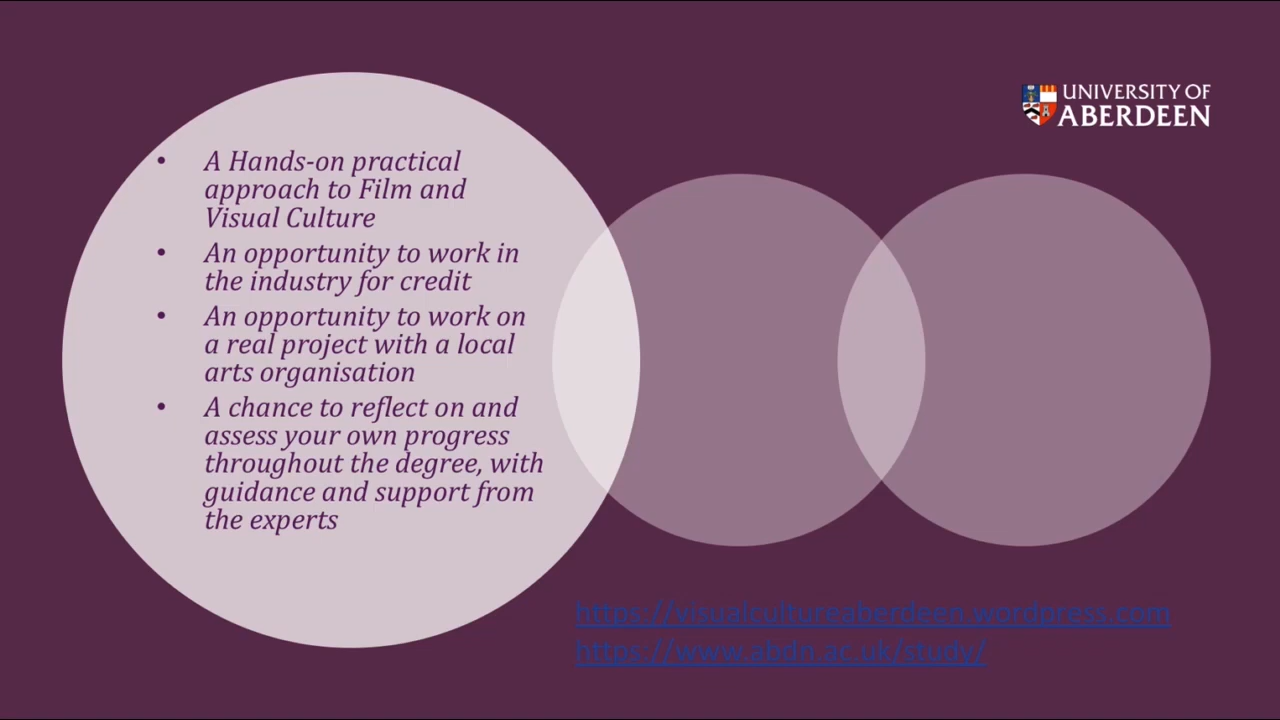 UNIVERSITY OF
ABERDEEN
• A Hands-on practical
approach to Film and
Visual Culture
• An opportunity to work in
the industry for credit
• An opportunity to work on
a real project with a local
arts organisation
• A chance to reflect on and
assess your own progress
throughout the degree, with
guidance and support from
the experts
https://visualcultureaberdeen.wordpress.com
https://www.abdn.ac.uk/study/